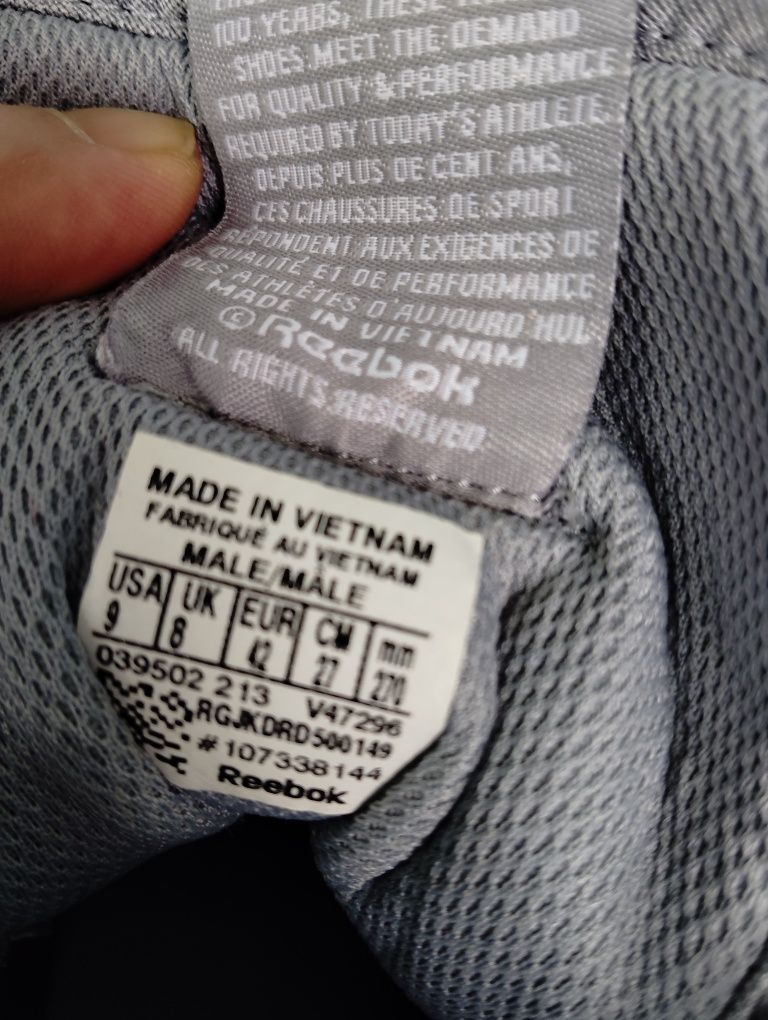 100 YEARS, THESE
SHOES MEET THE DEMAND
FOR QUALITY & PERFORMANCE
REQUIRED BY TODAY'S ATHLETE.
DEPUIS PLUS DE CENT ANS,
CES CHAUSSURES DE SPORT
REPONDENT AUX EXIGENCES DE
QUALITÉ ET DE PERFORMANCE
DES ATHLÈTES D'AUJOURD'HUI.
MADE IN VIETNAM
© Reebok
ALL RIGHTS RESERVED.
MADE IN VIETNAM
FABRIQUÉ AU VIETNAM
MALE/MÂLE
USA UK EUR CM mm
9 8 42 27 270
039502 213 V47296
RGJKDRD500149
# 107338144
Reebok